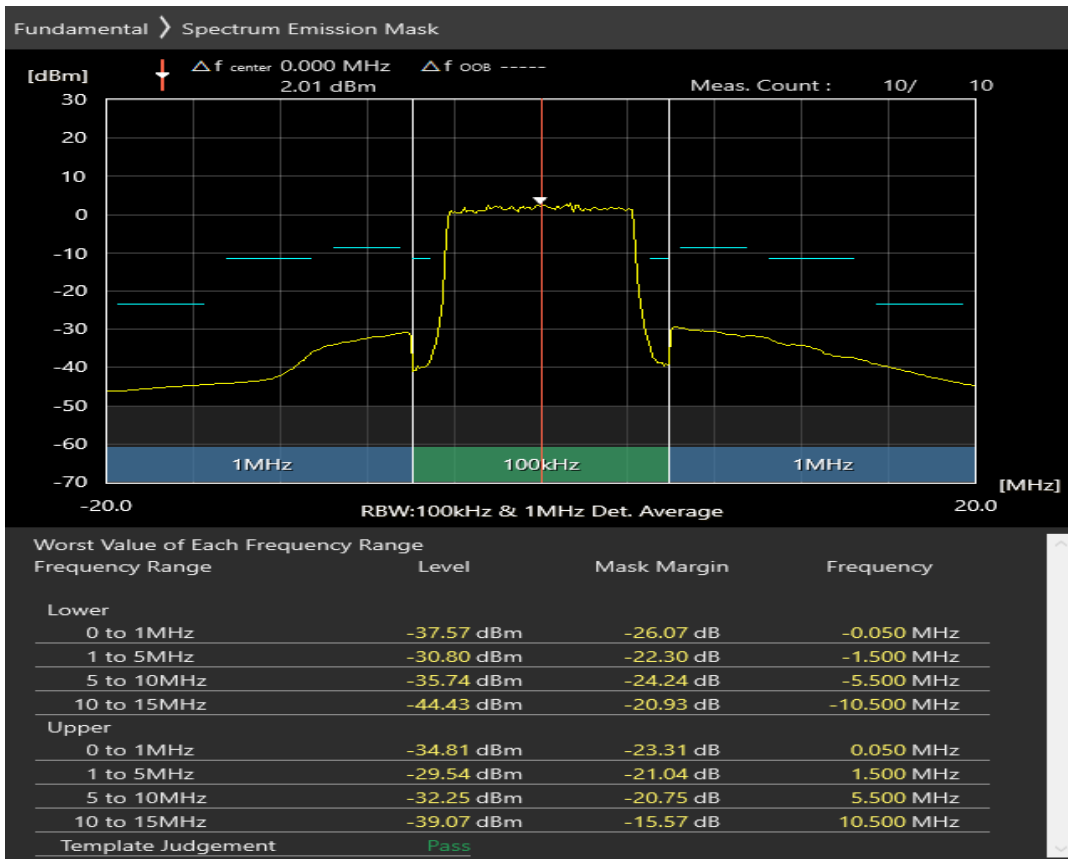 Fundamental ❯ Spectrum Emission Mask
[dBm] △f center 0.000 MHz △f OOB -----
2.01 dBm Meas. Count : 10/ 10
30
20
10
0
-10
-20
-30
-40
-50
-60
1MHz 100kHz 1MHz
-70
[MHz]
-20.0 RBW:100kHz & 1MHz Det. Average 20.0
Worst Value of Each Frequency Range
Frequency Range Level Mask Margin Frequency
Lower
0 to 1MHz -37.57 dBm -26.07 dB -0.050 MHz
1 to 5MHz -30.80 dBm -22.30 dB -1.500 MHz
5 to 10MHz -35.74 dBm -24.24 dB -5.500 MHz
10 to 15MHz -44.43 dBm -20.93 dB -10.500 MHz
Upper
0 to 1MHz -34.81 dBm -23.31 dB 0.050 MHz
1 to 5MHz -29.54 dBm -21.04 dB 1.500 MHz
5 to 10MHz -32.25 dBm -20.75 dB 5.500 MHz
10 to 15MHz -39.07 dBm -15.57 dB 10.500 MHz
Template Judgement Pass